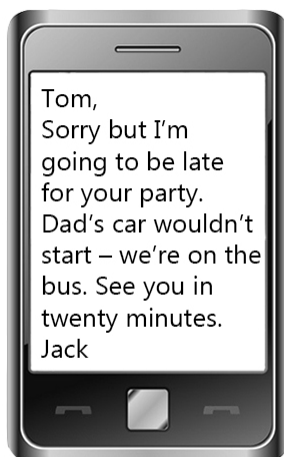 Tom,
Sorry but I'm
going to be late
for your party.
Dad's car wouldn't
start – we're on the
bus. See you in
twenty minutes.
Jack